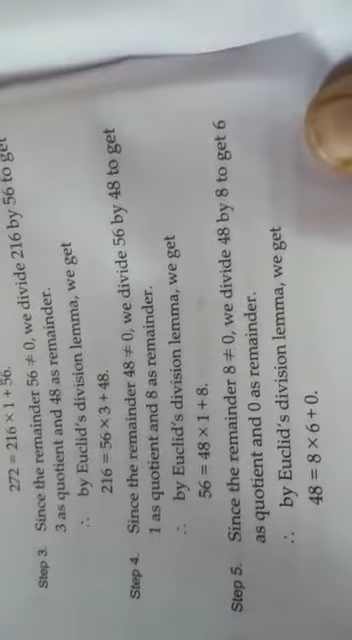 272 = 216 × 1 + 56.
Step 3. Since the remainder 56 ≠ 0, we divide 216 by 56 to get
3 as quotient and 48 as remainder.
∴ by Euclid's division lemma, we get
216 = 56 × 3 + 48.
Step 4. Since the remainder 48 ≠ 0, we divide 56 by 48 to get
1 as quotient and 8 as remainder.
∴ by Euclid's division lemma, we get
56 = 48 × 1 + 8.
Step 5. Since the remainder 8 ≠ 0, we divide 48 by 8 to get 6
as quotient and 0 as remainder.
∴ by Euclid's division lemma, we get
48 = 8 × 6 + 0.